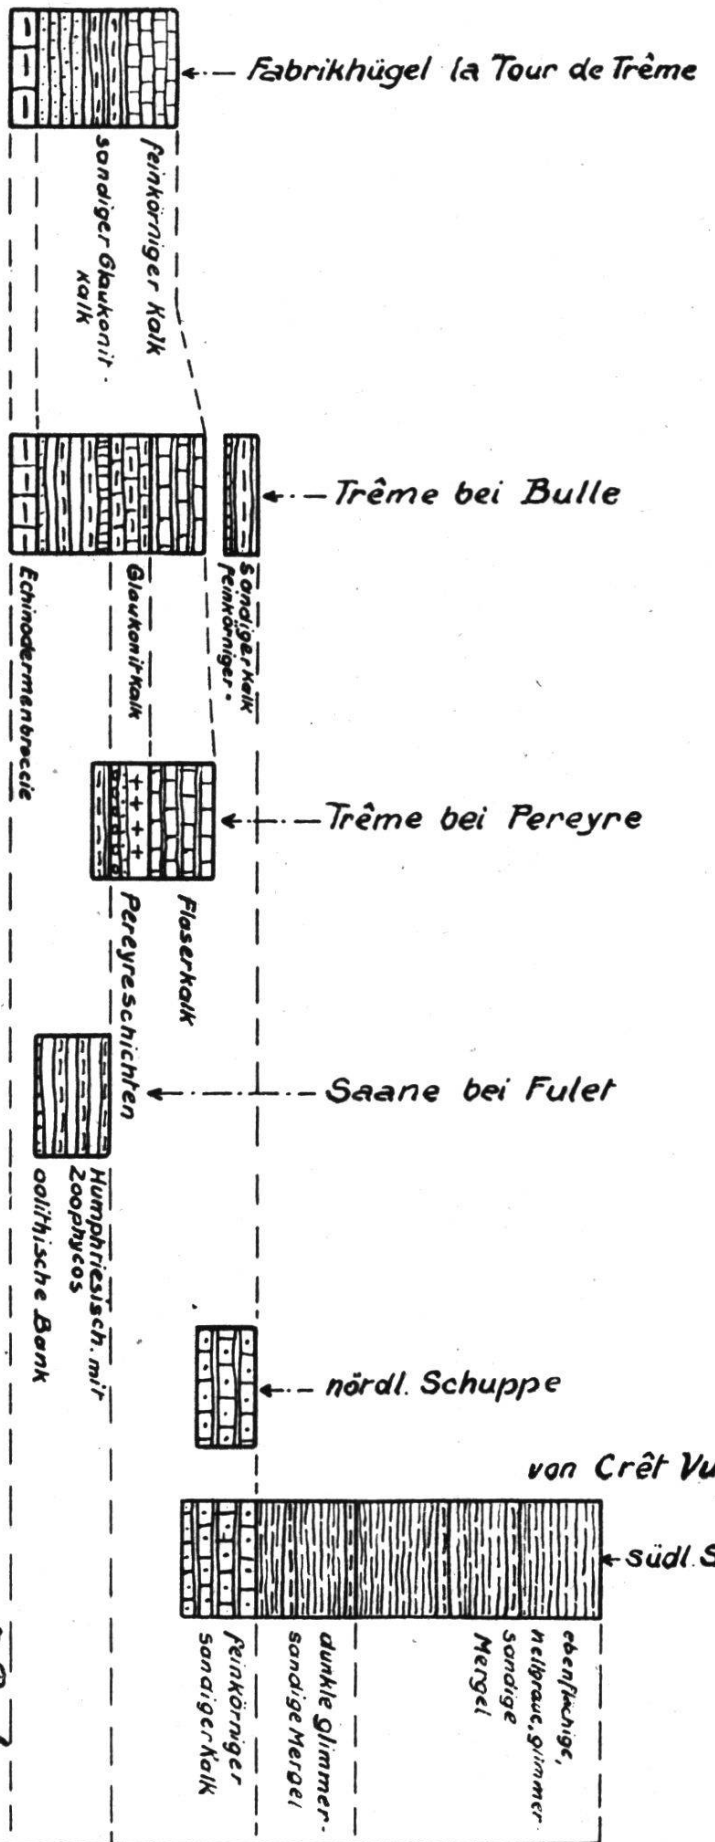 Fabrikhügel la Tour de Trême
feinkörniger Kalk
sandiger Glaukonit-
kalk
Trême bei Bulle
sandiger Kalk
feinkörniger-
Glaukonitkalk
Echinodermenbreccie
Trême bei Pereyre
Flaserkalk
Pereyreschichten
Saane bei Fulet
Humphriesisch. mit
Zoophycos
oolithische Bank
nördl. Schuppe
von Crêt Vu
südl. S
ebenflächige,
hellgraue, glimmer-
sandige
Mergel
dunkle glimmer-
sandige Mergel
feinkörniger
sandiger Kalk